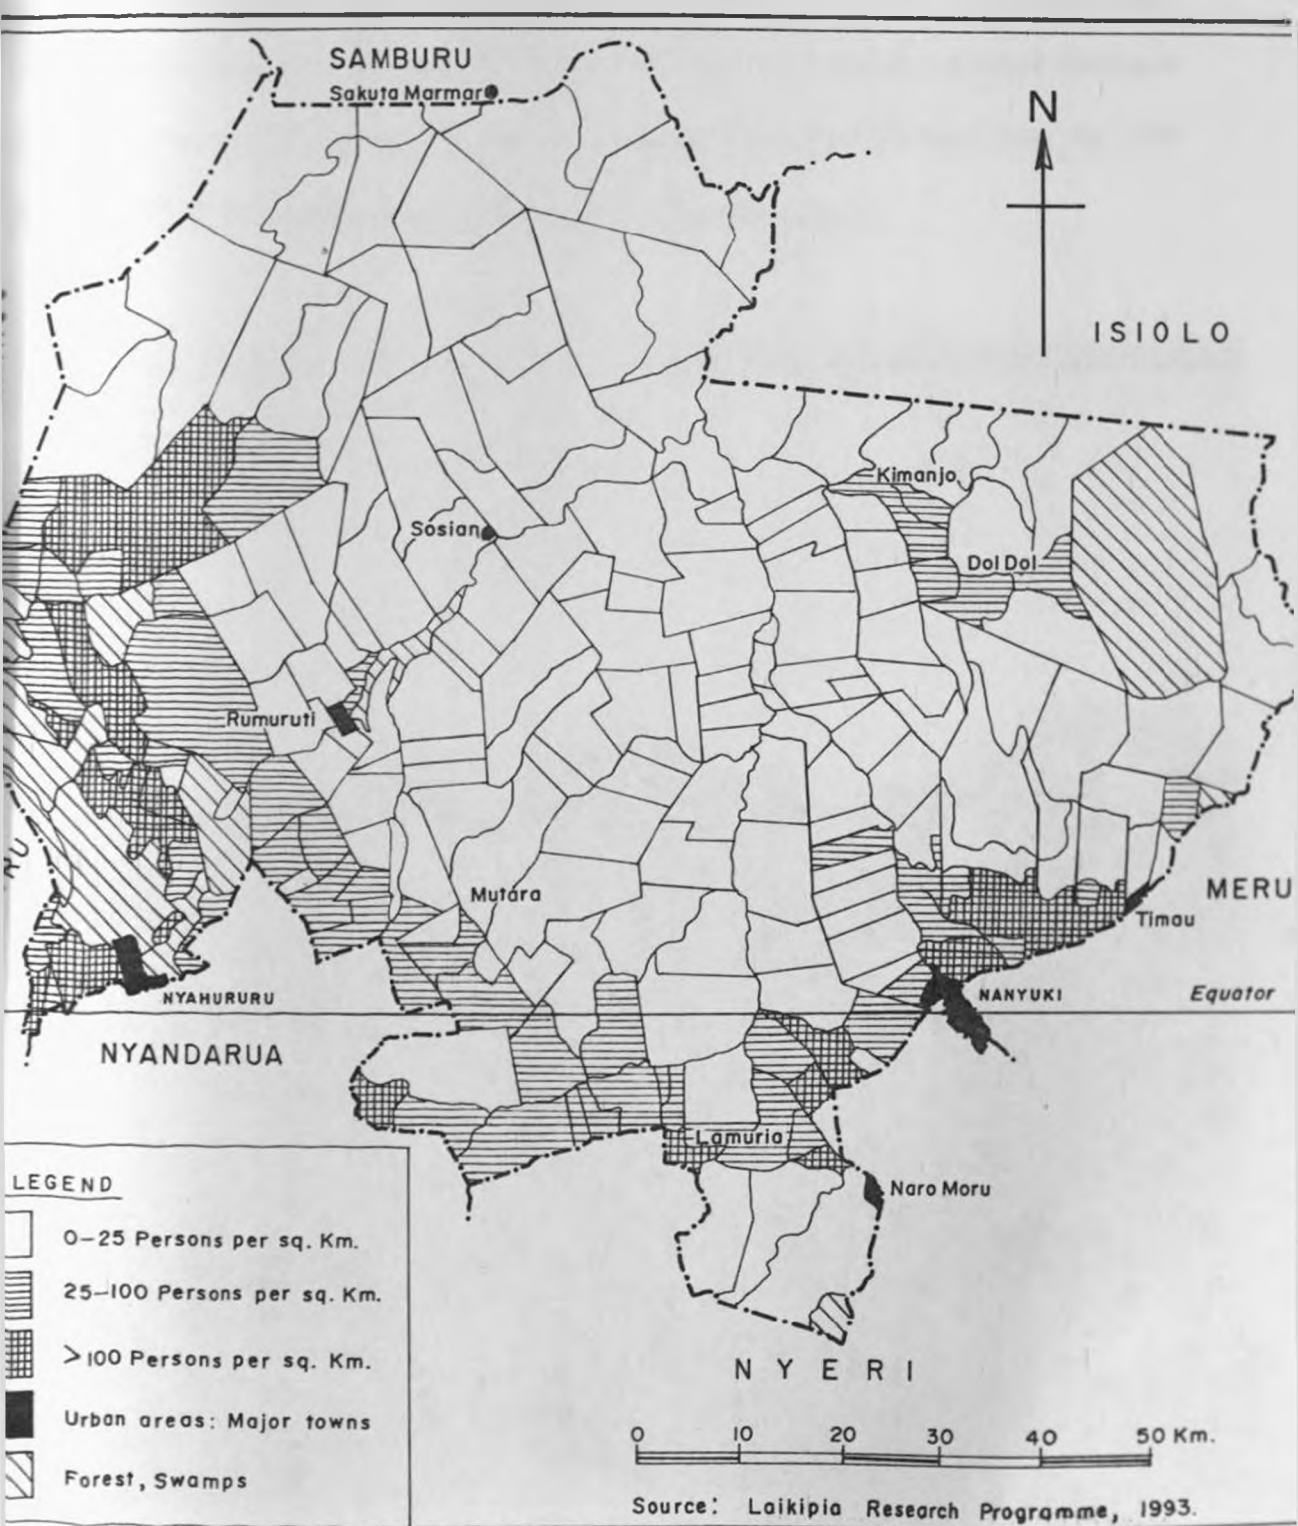 SAMBURU
Sakuta Marmar
N
ISIOLO
Kimanjo
Sosian
Dol Dol
Rumuruti
RU
Mutara
MERU
Timau
NYAHURURU
NANYUKI
Equator
NYANDARUA
Lamuria
LEGEND
Naro Moru
0-25 Persons per sq. Km.
25-100 Persons per sq. Km.
>100 Persons per sq. Km.
Urban areas: Major towns
Forest, Swamps
NYERI
0 10 20 30 40 50 Km.
Source: Laikipia Research Programme, 1993.